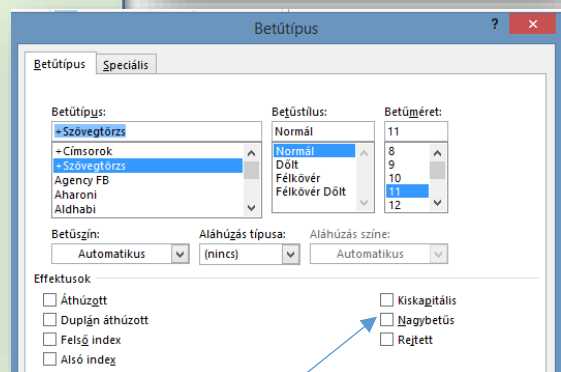 Betűtípus
? ×
Betűtípus Speciális
Betűtípus: Betűstílus: Betűméret:
+Szövegtörzs Normál 11
+Címsorok Normál 8
+Szövegtörzs Dőlt 9
Agency FB Félkövér 10
Aharoni Félkövér Dőlt 11
Aldhabi 12
Betűszín: Aláhúzás típusa: Aláhúzás színe:
Automatikus (nincs) Automatikus
Effektusok
Áthúzott Kiskapitális
Duplán áthúzott Nagybetűs
Felső index Rejtett
Alsó index